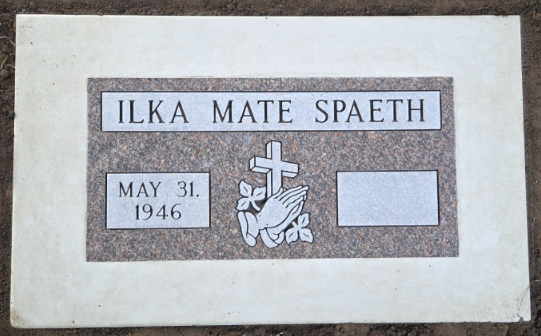 ILKA MATE SPAETH
MAY 31.
1946